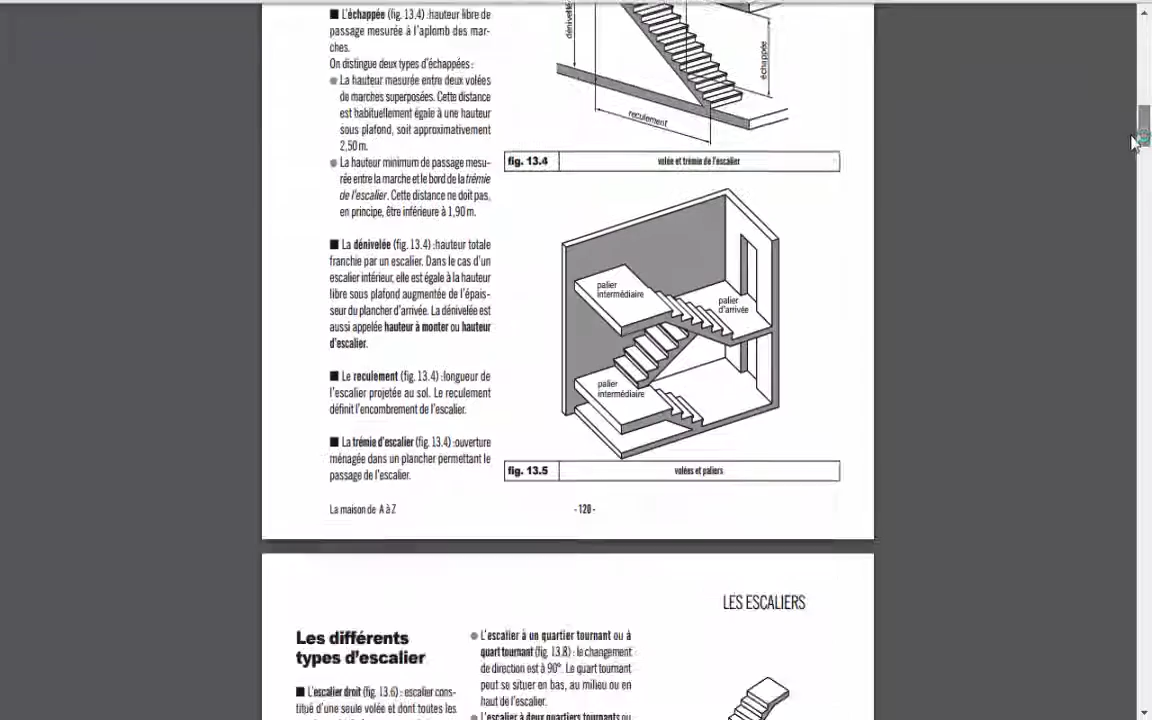 ■ L'échappée (fig. 13.4) : hauteur libre de
passage mesurée à l'aplomb des mar-
ches.
On distingue deux types d'échappées :
● La hauteur mesurée entre deux volées
de marches superposées. Cette distance
est habituellement égale à une hauteur
sous plafond, soit approximativement
2,50 m.
● La hauteur minimum de passage mesu-
rée entre la marche et le bord de la trémie
de l'escalier. Cette distance ne doit pas,
en principe, être inférieure à 1,90 m.
■ La dénivelée (fig. 13.4) : hauteur totale
franchie par un escalier. Dans le cas d'un
escalier intérieur, elle est égale à la hauteur
libre sous plafond augmentée de l'épais-
seur du plancher d'arrivée. La dénivelée est
aussi appelée hauteur à monter ou hauteur
d'escalier.
■ Le reculement (fig. 13.4) : longueur de
l'escalier projetée au sol. Le reculement
définit l'encombrement de l'escalier.
■ La trémie d'escalier (fig. 13.4) : ouverture
ménagée dans un plancher permettant le
passage de l'escalier.
échappée
reculement
fig. 13.4 volée et trémie de l'escalier
palier
intermédiaire
palier
d'arrivée
palier
intermédiaire
fig. 13.5 volées et paliers
La maison de A à Z
- 120 -
LES ESCALIERS
Les différents
types d'escalier
■ L'escalier droit (fig. 13.6) : escalier cons-
titué d'une seule volée et dont toutes les
● L'escalier à un quartier tournant ou à
quart tournant (fig. 13.8) : le changement
de direction est à 90°. Le quart tournant
peut se situer en bas, au milieu ou en
haut de l'escalier.
● L'escalier à deux quartiers tournants ou